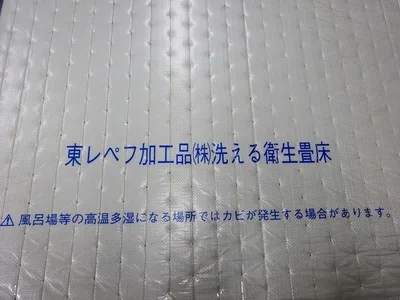 東レペフ加工品㈱洗える衛生畳床
⚠風呂場等の高温多湿になる場所ではカビが発生する場合があります。